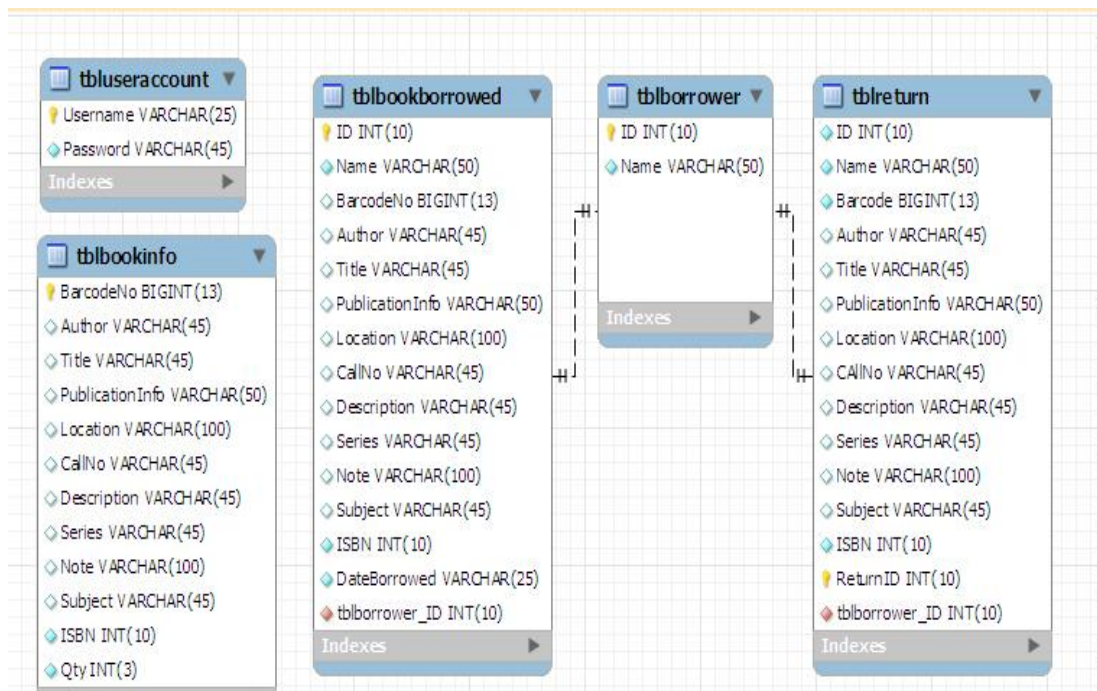 tbluseraccount
Username VARCHAR(25)
Password VARCHAR(45)
Indexes
tblbookinfo
BarcodeNo BIGINT(13)
Author VARCHAR(45)
Title VARCHAR(45)
PublicationInfo VARCHAR(50)
Location VARCHAR(100)
CallNo VARCHAR(45)
Description VARCHAR(45)
Series VARCHAR(45)
Note VARCHAR(100)
Subject VARCHAR(45)
ISBN INT(10)
Qty INT(3)
tblbookborrowed
ID INT(10)
Name VARCHAR(50)
BarcodeNo BIGINT(13)
Author VARCHAR(45)
Title VARCHAR(45)
PublicationInfo VARCHAR(50)
Location VARCHAR(100)
CallNo VARCHAR(45)
Description VARCHAR(45)
Series VARCHAR(45)
Note VARCHAR(100)
Subject VARCHAR(45)
ISBN INT(10)
DateBorrowed VARCHAR(25)
tblborrower_ID INT(10)
Indexes
tblborrower
ID INT(10)
Name VARCHAR(50)
Indexes
tblreturn
ID INT(10)
Name VARCHAR(50)
Barcode BIGINT(13)
Author VARCHAR(45)
Title VARCHAR(45)
PublicationInfo VARCHAR(50)
Location VARCHAR(100)
CAllNo VARCHAR(45)
Description VARCHAR(45)
Series VARCHAR(45)
Note VARCHAR(100)
Subject VARCHAR(45)
ISBN INT(10)
ReturnID INT(10)
tblborrower_ID INT(10)
Indexes